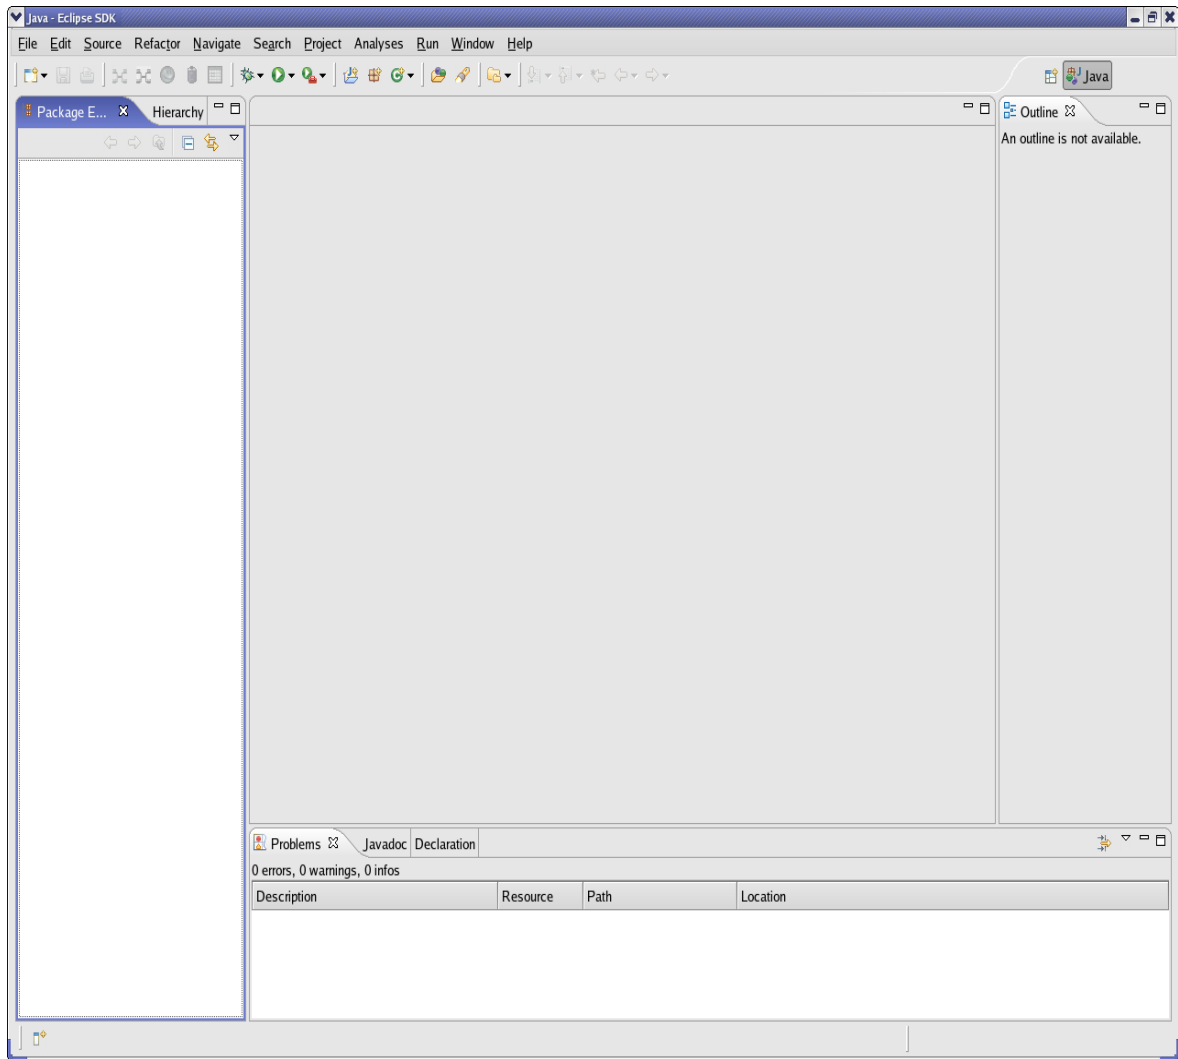 Java - Eclipse SDK
File Edit Source Refactor Navigate Search Project Analyses Run Window Help
Java
Package E... Hierarchy
Outline
An outline is not available.
Problems Javadoc Declaration
0 errors, 0 warnings, 0 infos
Description Resource Path Location